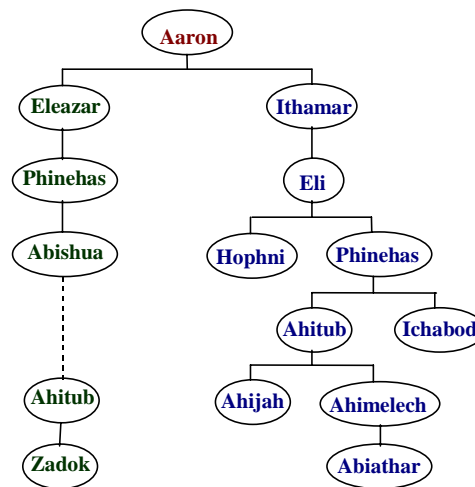 Aaron
Eleazar Ithamar
Phinehas Eli
Abishua Hophni Phinehas
Ahitub Ichabod
Ahitub Ahijah Ahimelech
Zadok Abiathar